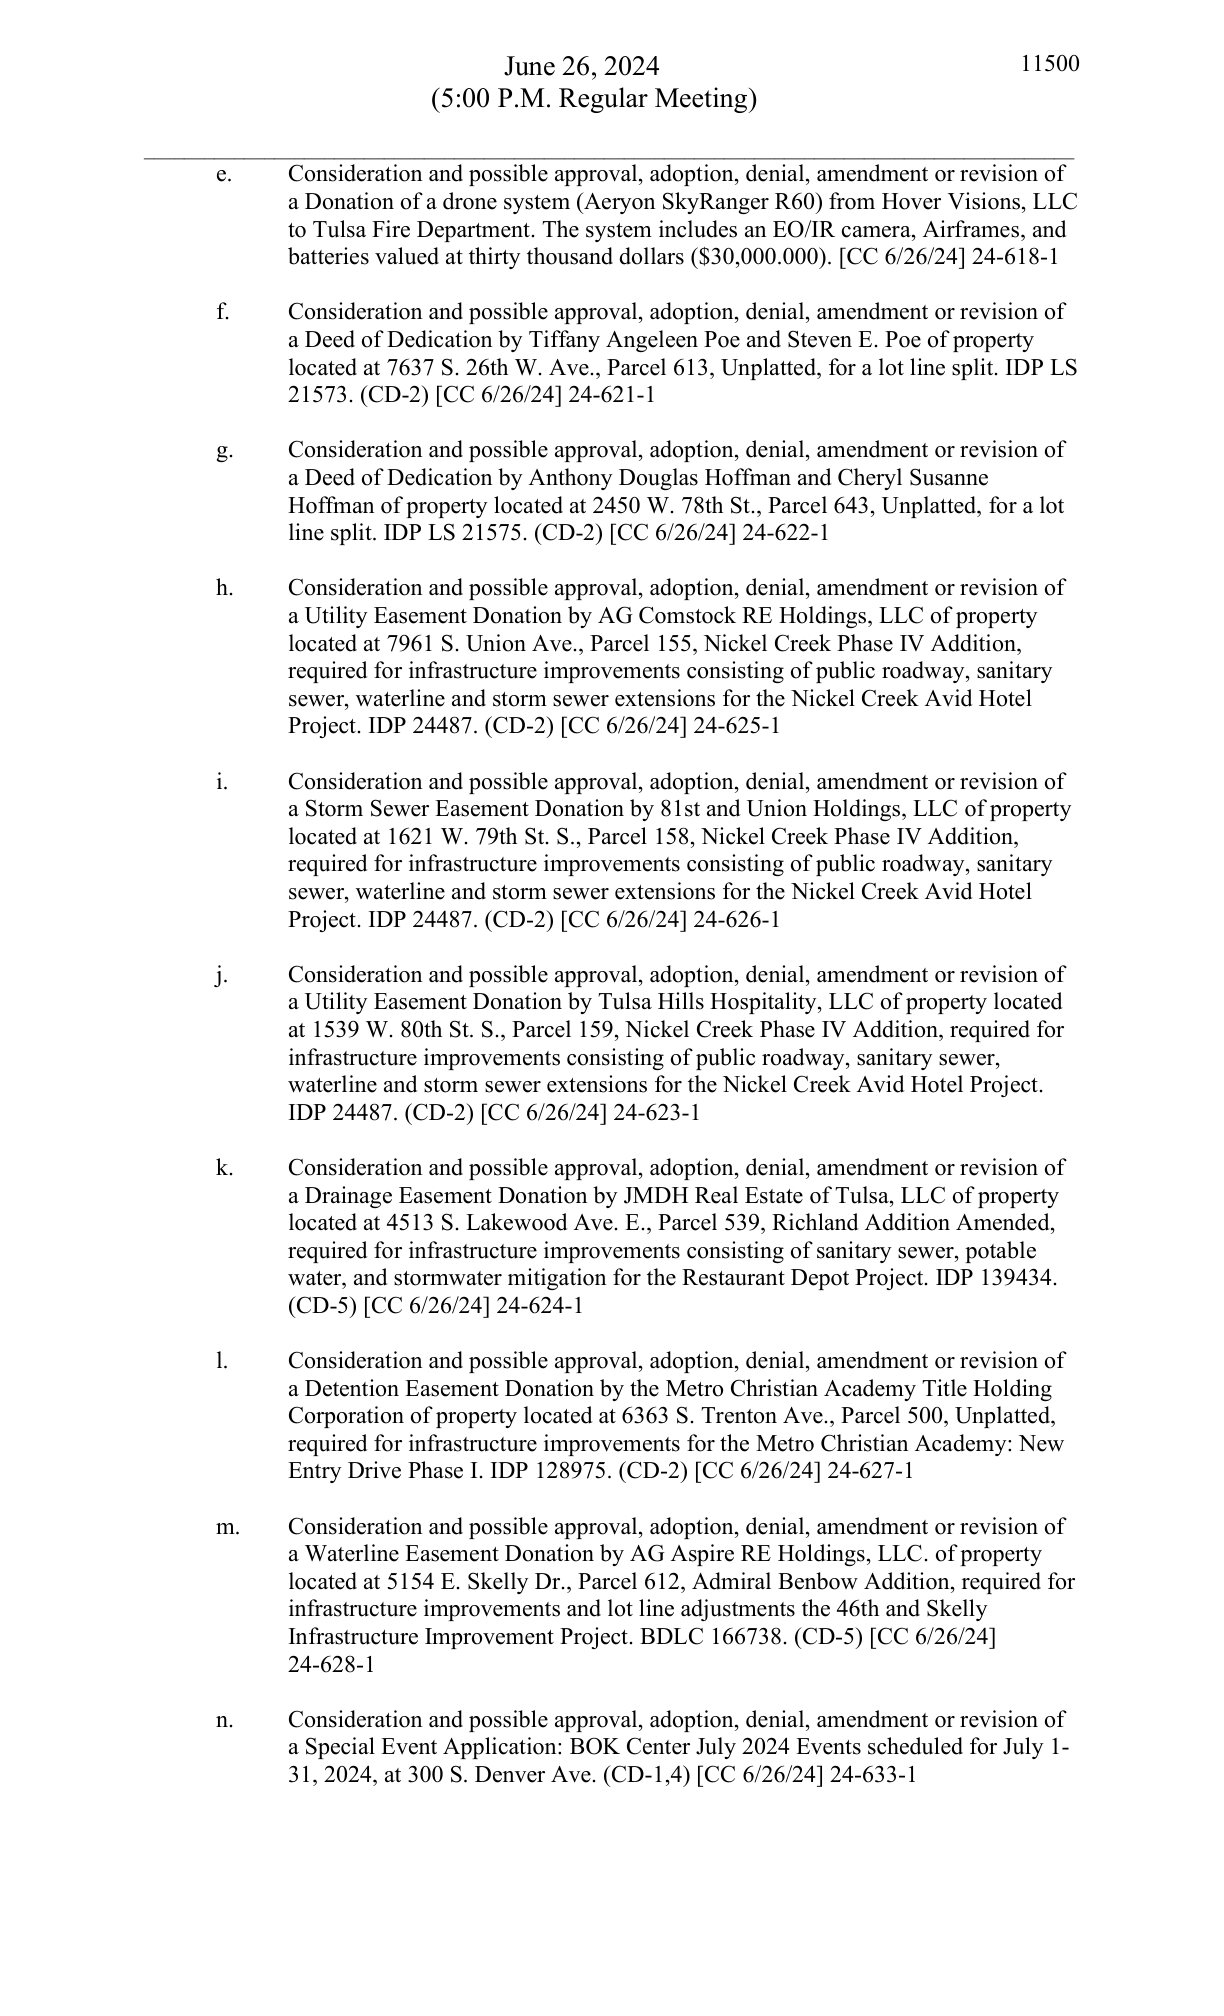 June 26, 2024
11500
(5:00 P.M. Regular Meeting)
e. Consideration and possible approval, adoption, denial, amendment or revision of
a Donation of a drone system (Aeryon SkyRanger R60) from Hover Visions, LLC
to Tulsa Fire Department. The system includes an EO/IR camera, Airframes, and
batteries valued at thirty thousand dollars ($30,000.000). [CC 6/26/24] 24-618-1
f. Consideration and possible approval, adoption, denial, amendment or revision of
a Deed of Dedication by Tiffany Angeleen Poe and Steven E. Poe of property
located at 7637 S. 26th W. Ave., Parcel 613, Unplatted, for a lot line split. IDP LS
21573. (CD-2) [CC 6/26/24] 24-621-1
g. Consideration and possible approval, adoption, denial, amendment or revision of
a Deed of Dedication by Anthony Douglas Hoffman and Cheryl Susanne
Hoffman of property located at 2450 W. 78th St., Parcel 643, Unplatted, for a lot
line split. IDP LS 21575. (CD-2) [CC 6/26/24] 24-622-1
h. Consideration and possible approval, adoption, denial, amendment or revision of
a Utility Easement Donation by AG Comstock RE Holdings, LLC of property
located at 7961 S. Union Ave., Parcel 155, Nickel Creek Phase IV Addition,
required for infrastructure improvements consisting of public roadway, sanitary
sewer, waterline and storm sewer extensions for the Nickel Creek Avid Hotel
Project. IDP 24487. (CD-2) [CC 6/26/24] 24-625-1
i. Consideration and possible approval, adoption, denial, amendment or revision of
a Storm Sewer Easement Donation by 81st and Union Holdings, LLC of property
located at 1621 W. 79th St. S., Parcel 158, Nickel Creek Phase IV Addition,
required for infrastructure improvements consisting of public roadway, sanitary
sewer, waterline and storm sewer extensions for the Nickel Creek Avid Hotel
Project. IDP 24487. (CD-2) [CC 6/26/24] 24-626-1
j. Consideration and possible approval, adoption, denial, amendment or revision of
a Utility Easement Donation by Tulsa Hills Hospitality, LLC of property located
at 1539 W. 80th St. S., Parcel 159, Nickel Creek Phase IV Addition, required for
infrastructure improvements consisting of public roadway, sanitary sewer,
waterline and storm sewer extensions for the Nickel Creek Avid Hotel Project.
IDP 24487. (CD-2) [CC 6/26/24] 24-623-1
k. Consideration and possible approval, adoption, denial, amendment or revision of
a Drainage Easement Donation by JMDH Real Estate of Tulsa, LLC of property
located at 4513 S. Lakewood Ave. E., Parcel 539, Richland Addition Amended,
required for infrastructure improvements consisting of sanitary sewer, potable
water, and stormwater mitigation for the Restaurant Depot Project. IDP 139434.
(CD-5) [CC 6/26/24] 24-624-1
l. Consideration and possible approval, adoption, denial, amendment or revision of
a Detention Easement Donation by the Metro Christian Academy Title Holding
Corporation of property located at 6363 S. Trenton Ave., Parcel 500, Unplatted,
required for infrastructure improvements for the Metro Christian Academy: New
Entry Drive Phase I. IDP 128975. (CD-2) [CC 6/26/24] 24-627-1
m. Consideration and possible approval, adoption, denial, amendment or revision of
a Waterline Easement Donation by AG Aspire RE Holdings, LLC. of property
located at 5154 E. Skelly Dr., Parcel 612, Admiral Benbow Addition, required for
infrastructure improvements and lot line adjustments the 46th and Skelly
Infrastructure Improvement Project. BDLC 166738. (CD-5) [CC 6/26/24]
24-628-1
n. Consideration and possible approval, adoption, denial, amendment or revision of
a Special Event Application: BOK Center July 2024 Events scheduled for July 1-
31, 2024, at 300 S. Denver Ave. (CD-1,4) [CC 6/26/24] 24-633-1